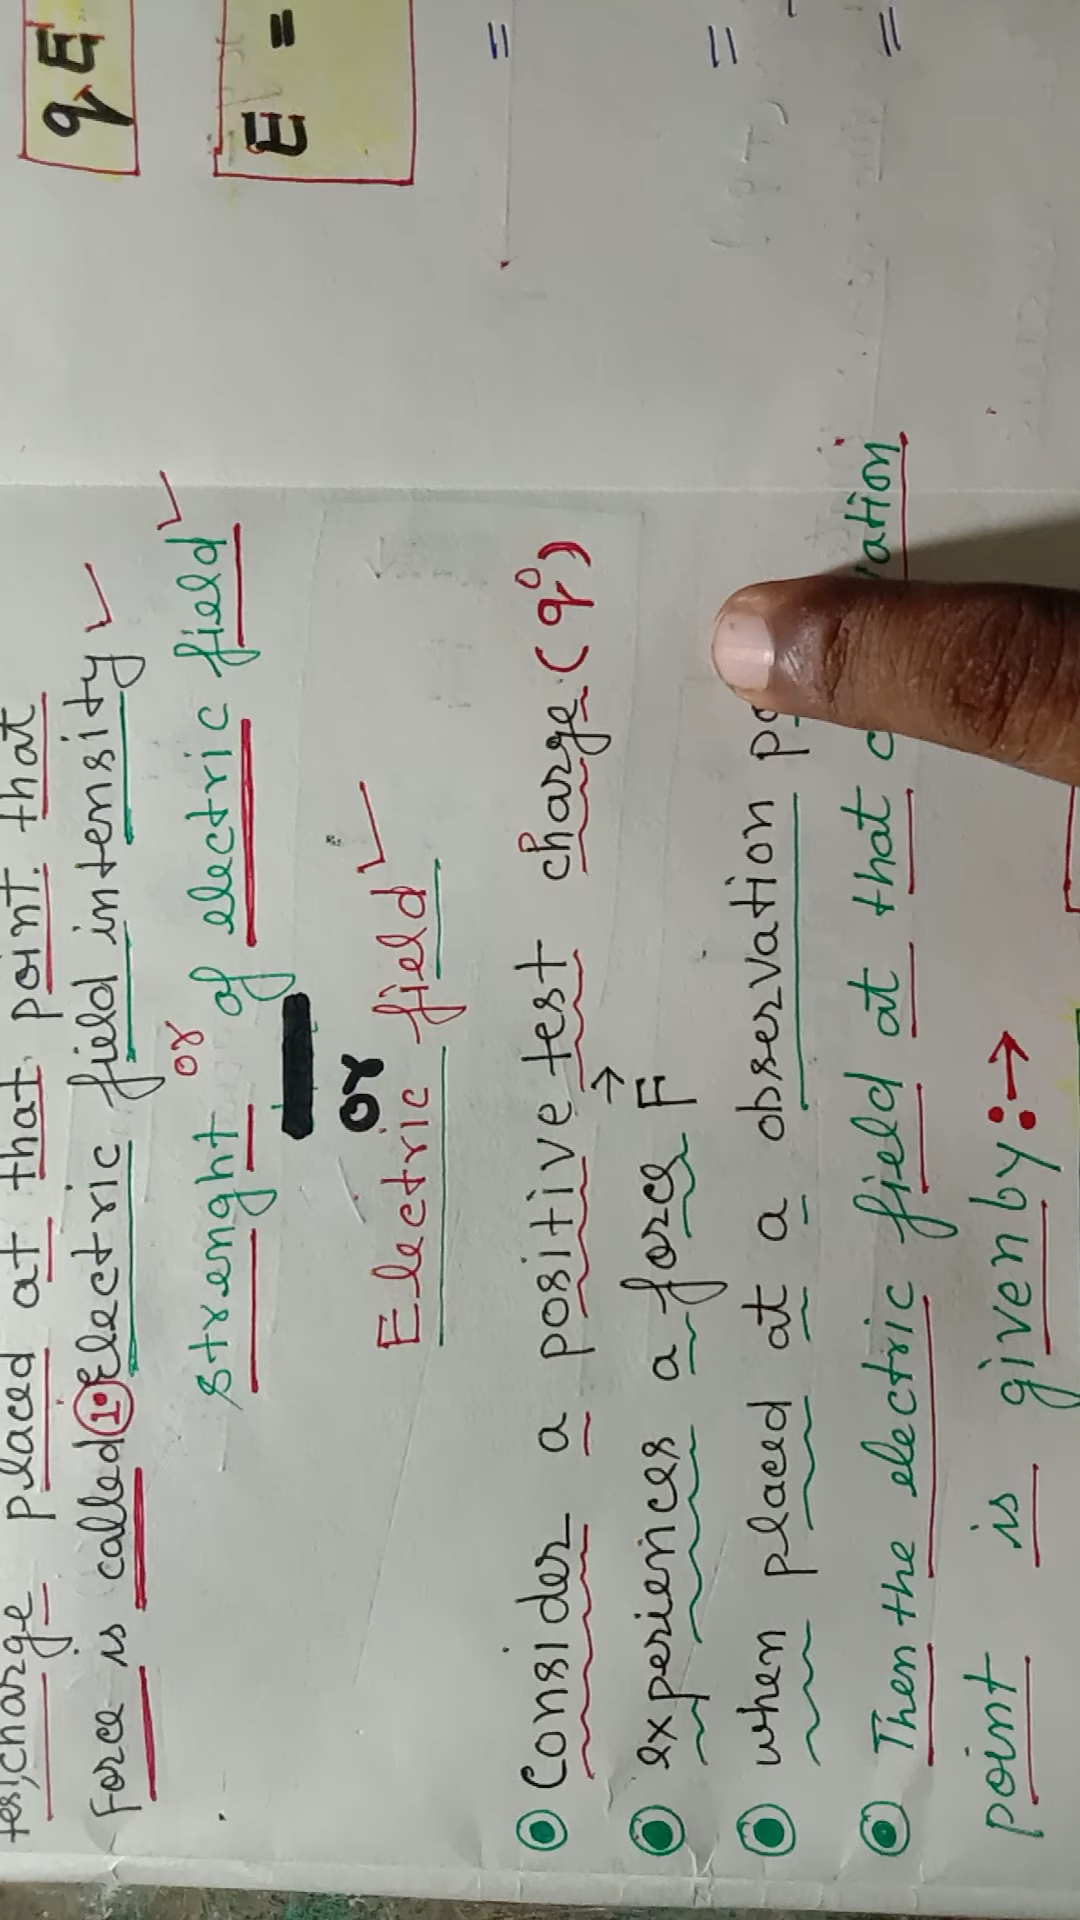 test charge placed at that point. that
Force is called 1. Electric field intensity
or
strenght of electric field
or
Electric field
Consider a positive test charge (q°)
experiences a force F
when placed at a observation
Then the electric field at that
point is given by :→
qE
E =
=
=
=